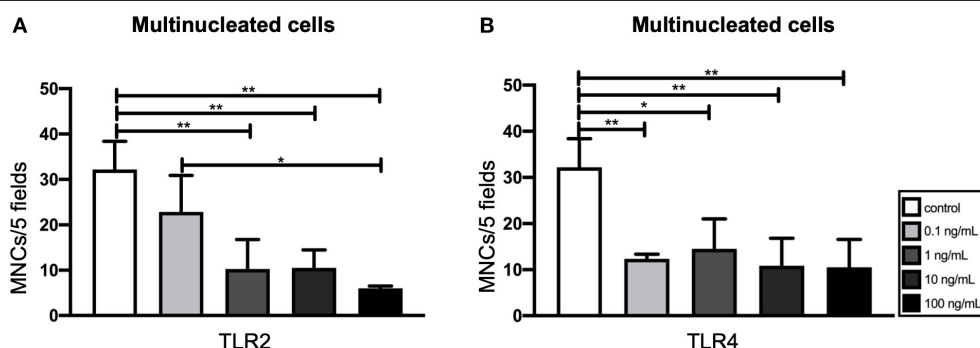 A
Multinucleated cells
MNCs/5 fields
50
40
30
20
10
0
**
**
**
*
TLR2
B
Multinucleated cells
MNCs/5 fields
50
40
30
20
10
0
**
**
*
**
TLR4
control
0.1 ng/mL
1 ng/mL
10 ng/mL
100 ng/mL